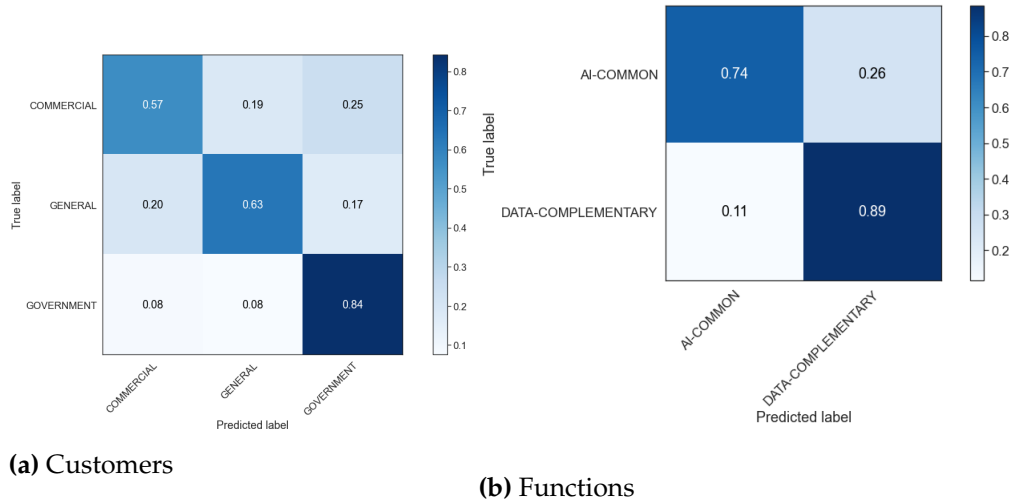 COMMERCIAL
GENERAL
GOVERNMENT
True label
0.57 0.19 0.25
0.20 0.63 0.17
0.08 0.08 0.84
COMMERCIAL
GENERAL
GOVERNMENT
Predicted label
0.8
0.7
0.6
0.5
0.4
0.3
0.2
0.1
(a) Customers
True label
AI-COMMON
DATA-COMPLEMENTARY
0.74 0.26
0.11 0.89
AI-COMMON
DATA-COMPLEMENTARY
Predicted label
0.8
0.7
0.6
0.5
0.4
0.3
0.2
(b) Functions